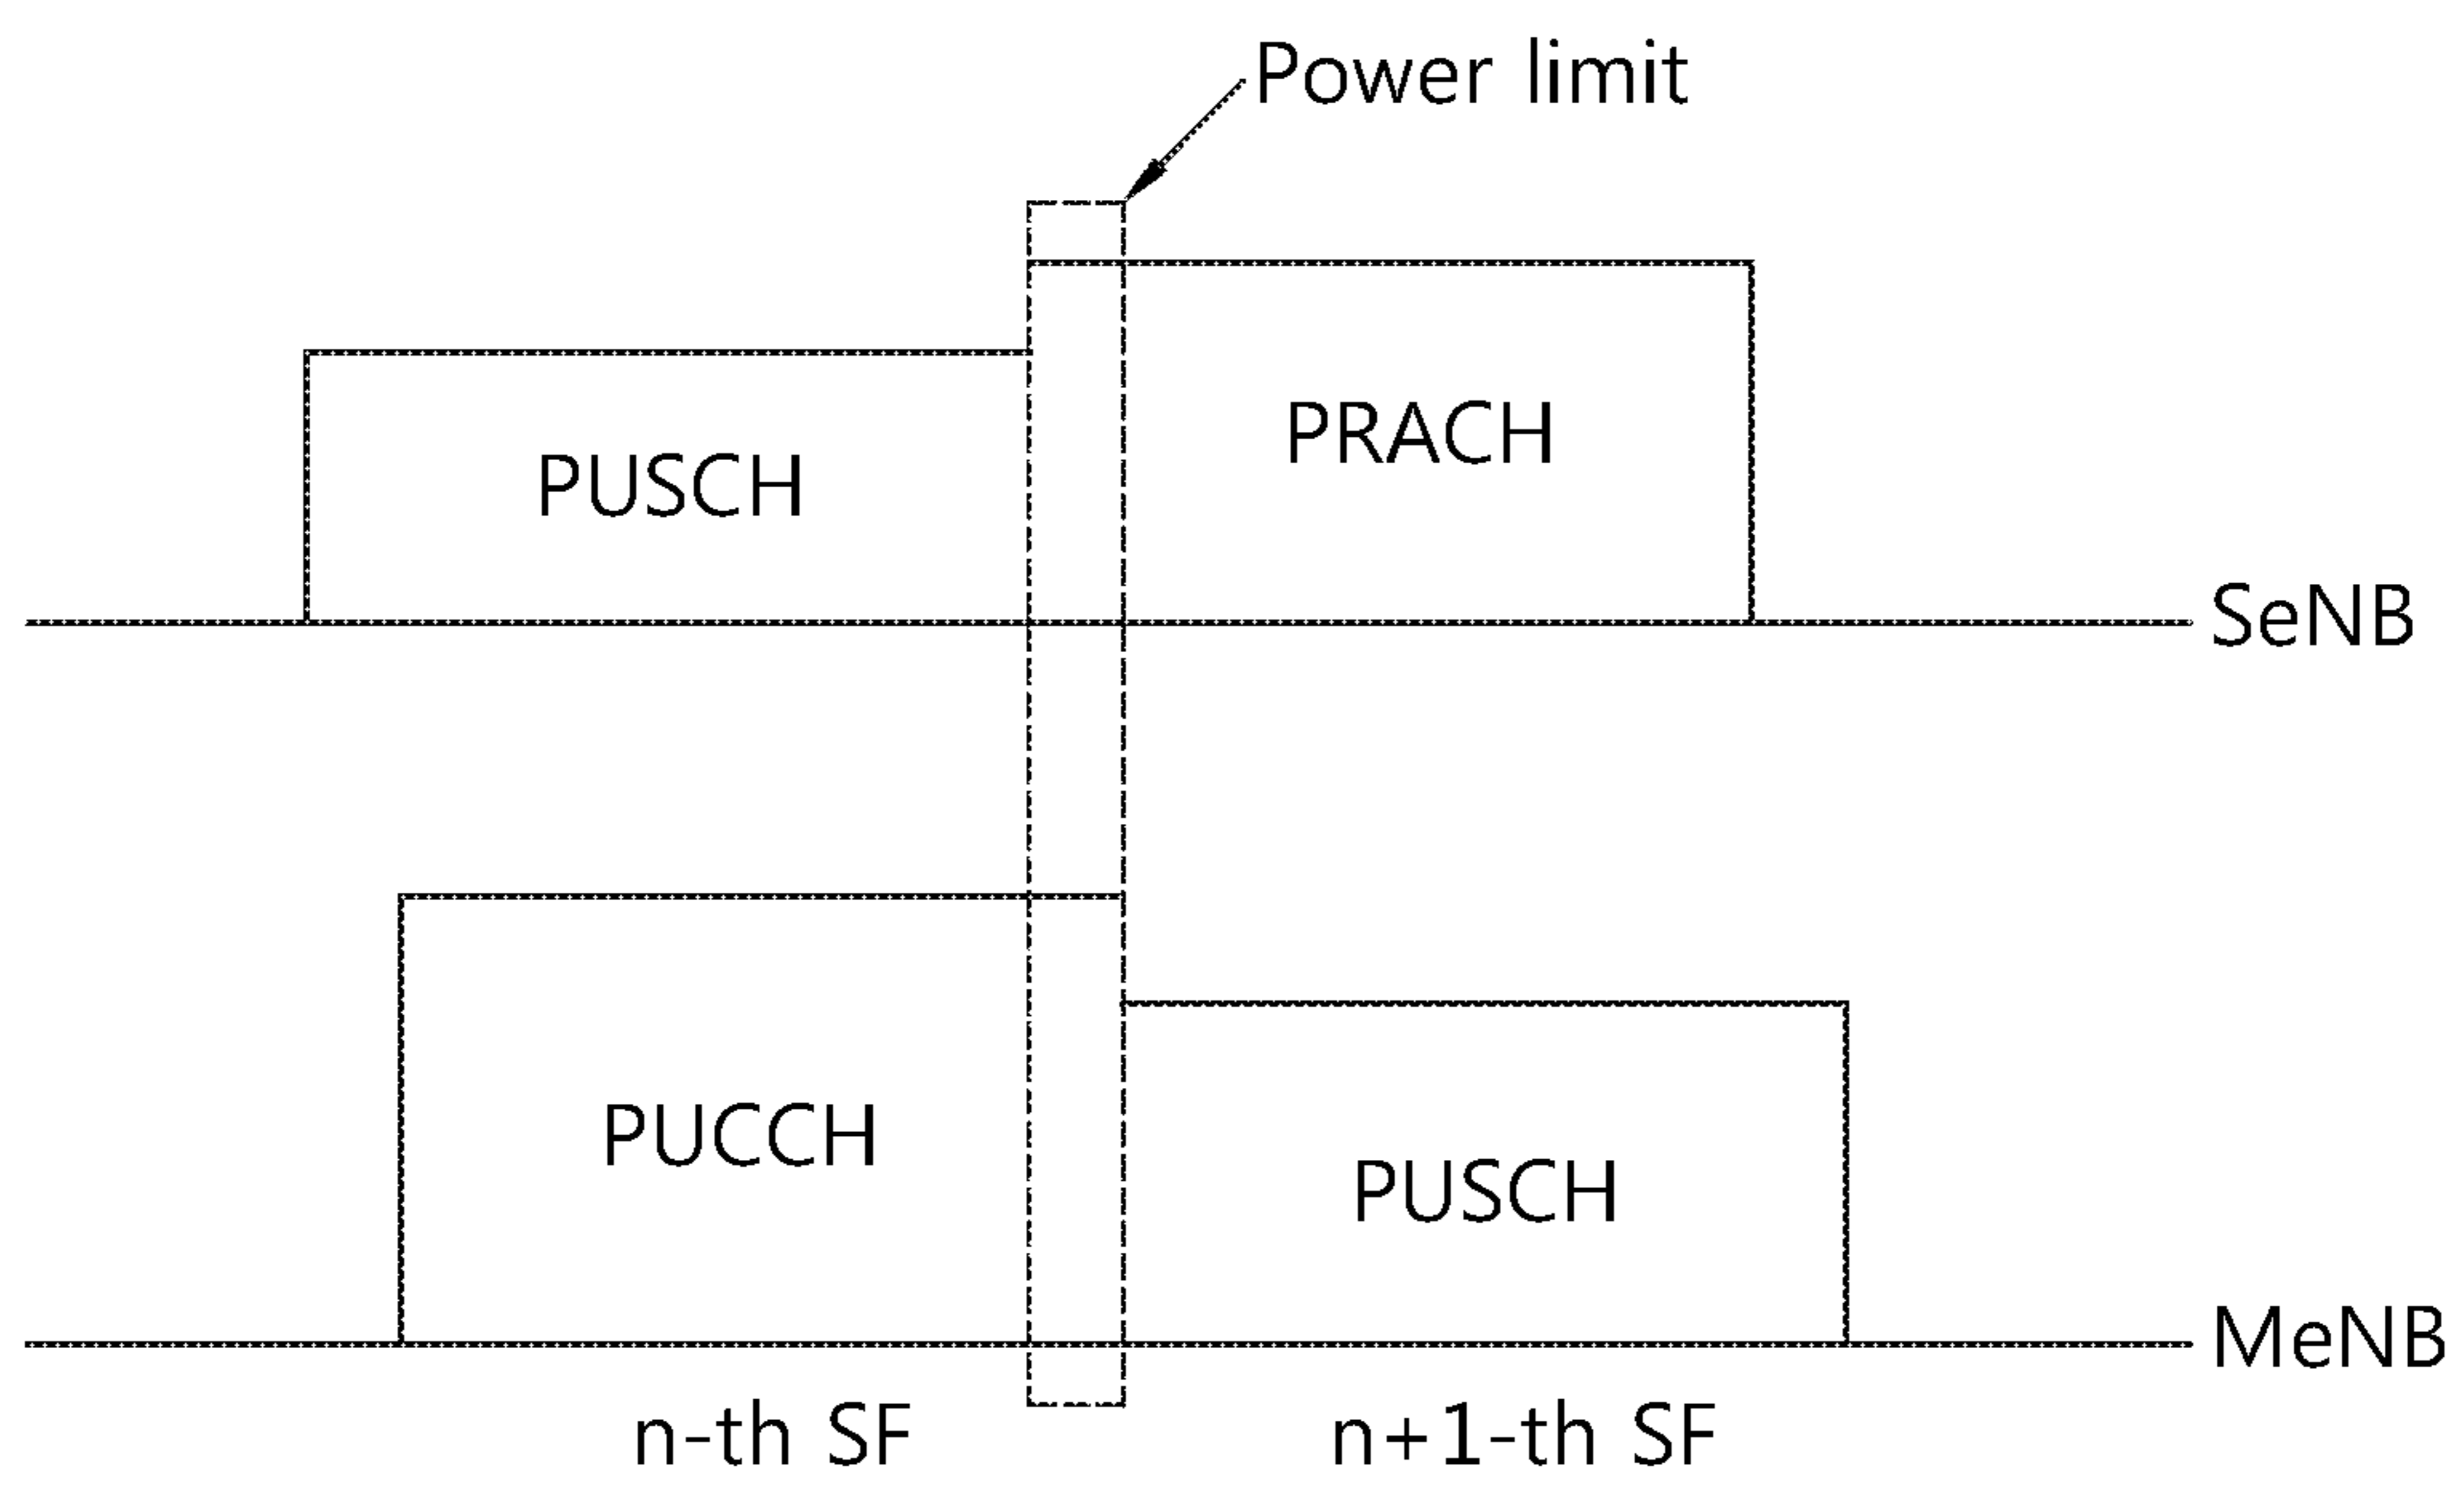 Power limit
PRACH
PUSCH
SeNB
PUCCH
PUSCH
MeNB
n-th SF
n+1-th SF